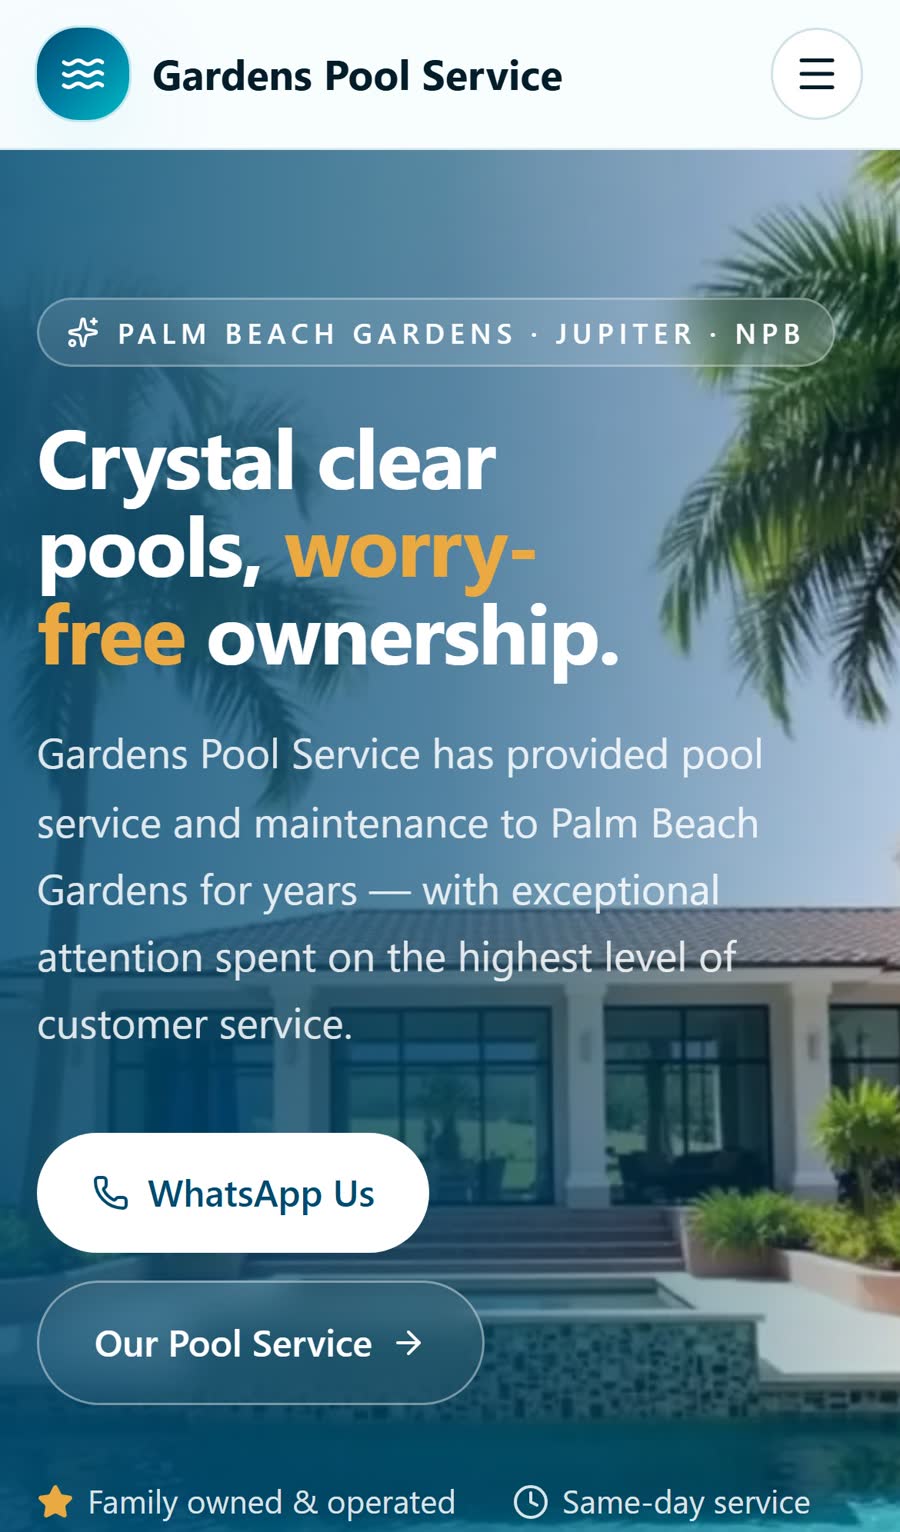 Gardens Pool Service
PALM BEACH GARDENS · JUPITER · NPB
Crystal clear
pools, worry-
free ownership.
Gardens Pool Service has provided pool
service and maintenance to Palm Beach
Gardens for years — with exceptional
attention spent on the highest level of
customer service.
WhatsApp Us
Our Pool Service →
Family owned & operated
Same-day service